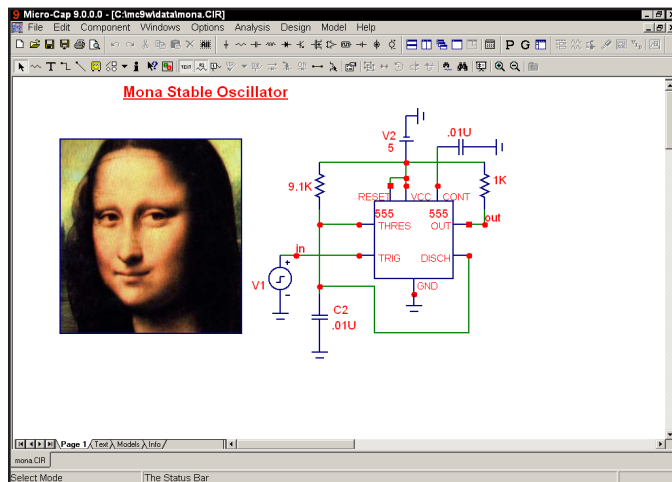 9 Micro-Cap 9.0.0.0 - [C:\mc9w\data\mona.CIR]
File Edit Component Windows Options Analysis Design Model Help
P G
T TEXT
Mona Stable Oscillator
V2
5
.01U
9.1K
1K
RESET VCC CONT
555 555
THRES OUT
out
in
TRIG DISCH
V1
GND
C2
.01U
Page 1 Text Models Info
mona.CIR
Select Mode The Status Bar